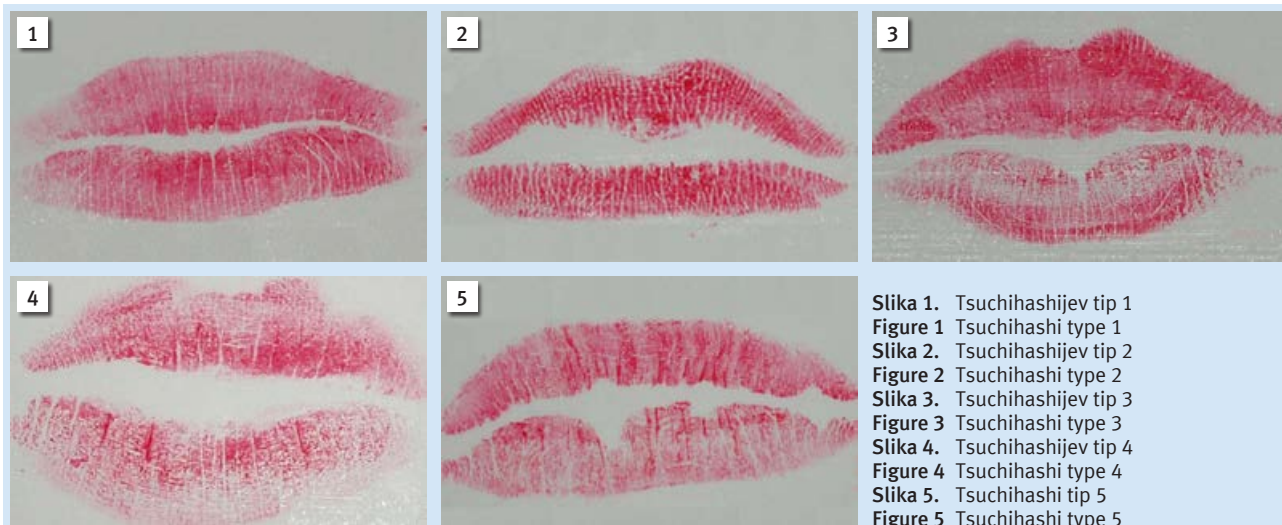 1
2
3
4
5
Slika 1. Tsuchihashijev tip 1
Figure 1 Tsuchihashi type 1
Slika 2. Tsuchihashijev tip 2
Figure 2 Tsuchihashi type 2
Slika 3. Tsuchihashijev tip 3
Figure 3 Tsuchihashi type 3
Slika 4. Tsuchihashijev tip 4
Figure 4 Tsuchihashi type 4
Slika 5. Tsuchihashi tip 5
Figure 5 Tsuchihashi type 5